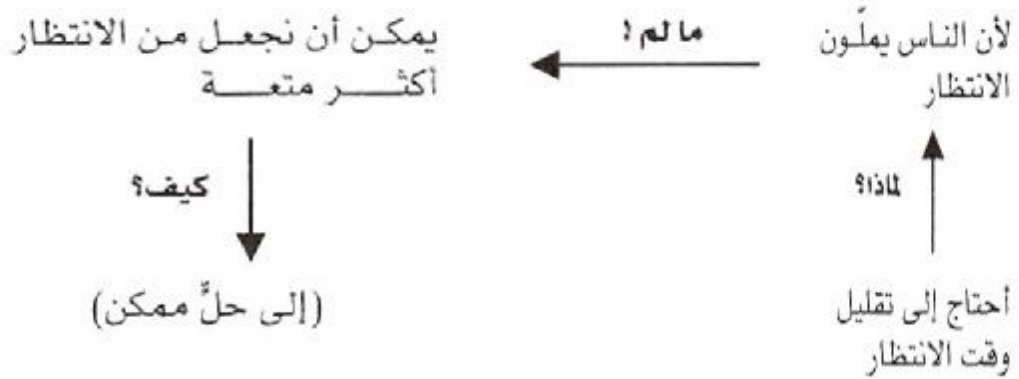 لأن الناس يملّون
الانتظار
ما لم !
يمكن أن نجعل من الانتظار
أكثر متعة
لماذا؟
كيف؟
أحتاج إلى تقليل
وقت الانتظار
(إلى حلٍّ ممكن)